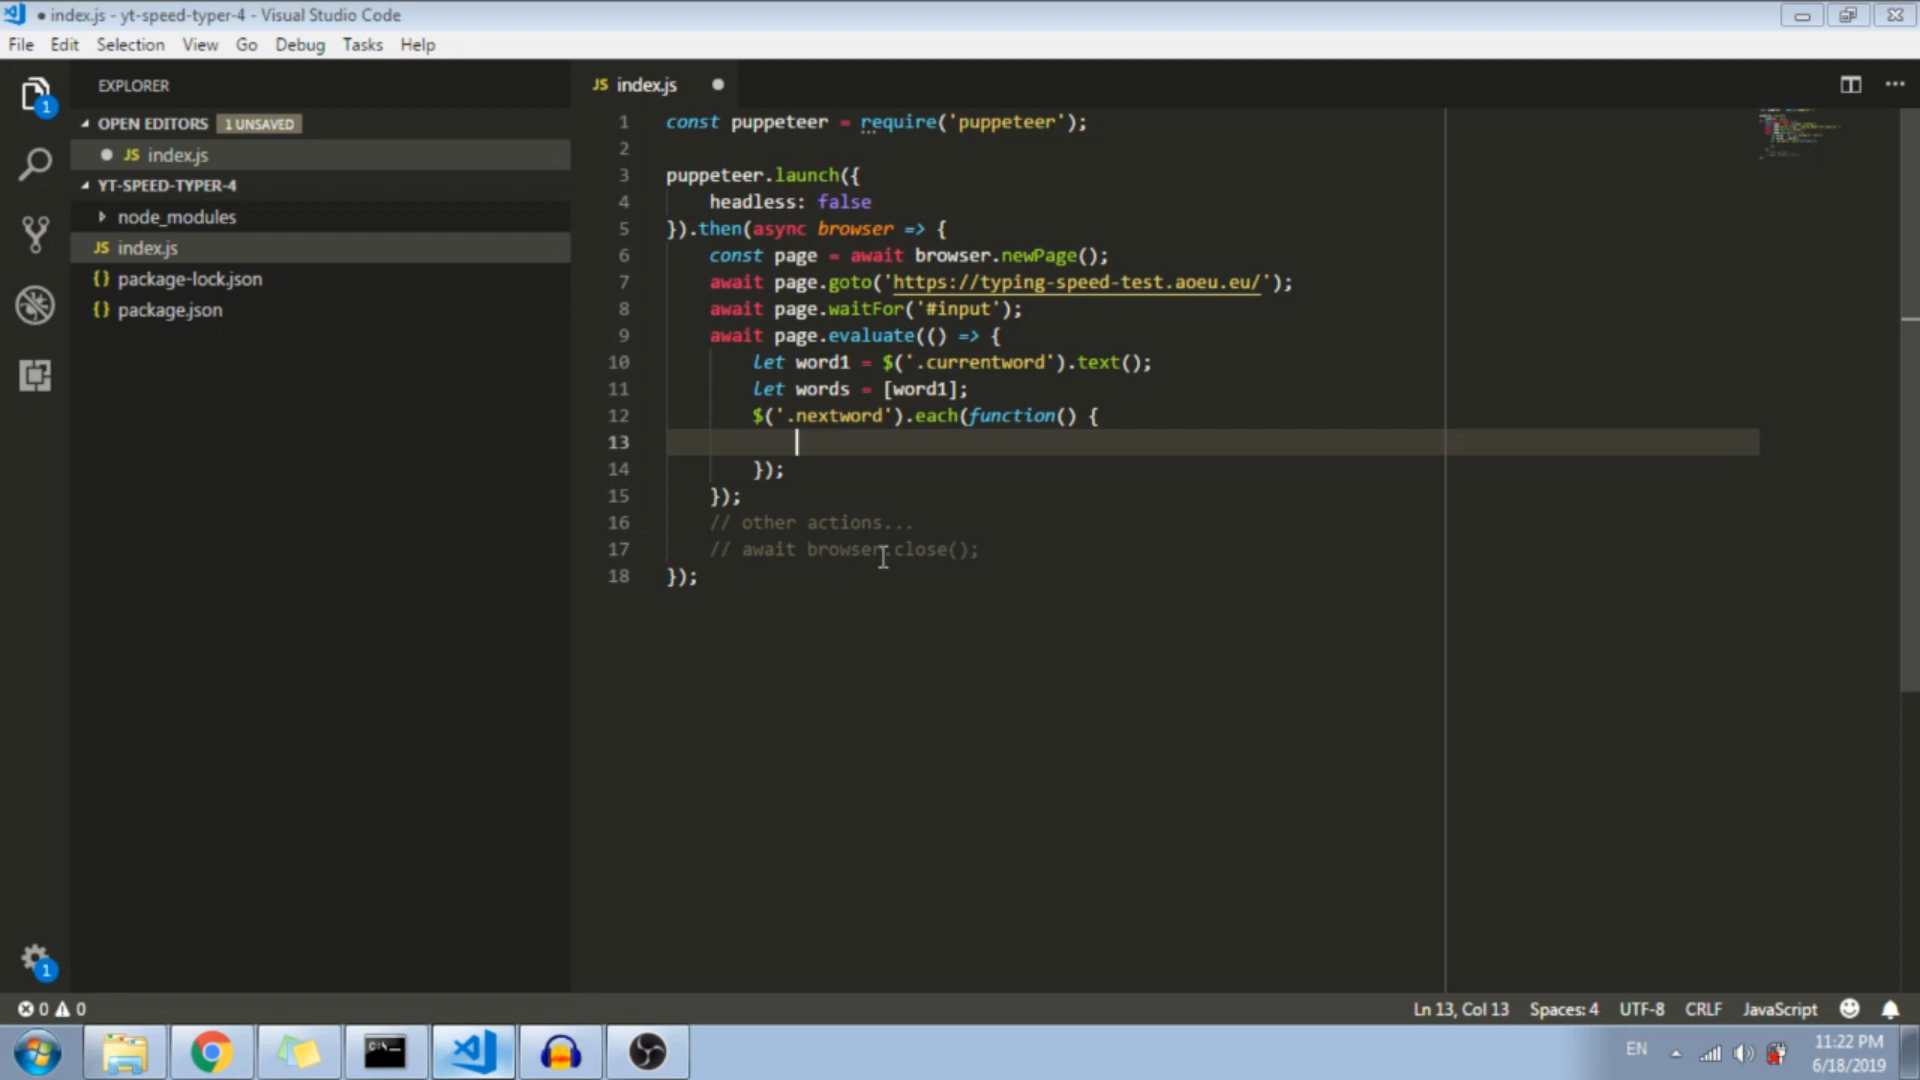 index.js - yt-speed-typer-4 - Visual Studio Code
File Edit Selection View Go Debug Tasks Help
EXPLORER
OPEN EDITORS 1 UNSAVED
JS index.js
YT-SPEED-TYPER-4
node_modules
JS index.js
{} package-lock.json
{} package.json
1
1
JS index.js
1 const puppeteer = require('puppeteer');
2
3 puppeteer.launch({
4 headless: false
5 }).then(async browser => {
6 const page = await browser.newPage();
7 await page.goto('https://typing-speed-test.aoeu.eu/');
8 await page.waitFor('#input');
9 await page.evaluate(() => {
10 let word1 = $('.currentword').text();
11 let words = [word1];
12 $('.nextword').each(function() {
13
14 });
15 });
16 // other actions...
17 // await browser.close();
18 });
0 0 Ln 13, Col 13 Spaces: 4 UTF-8 CRLF JavaScript
C:\
EN
11:22 PM
6/18/2019